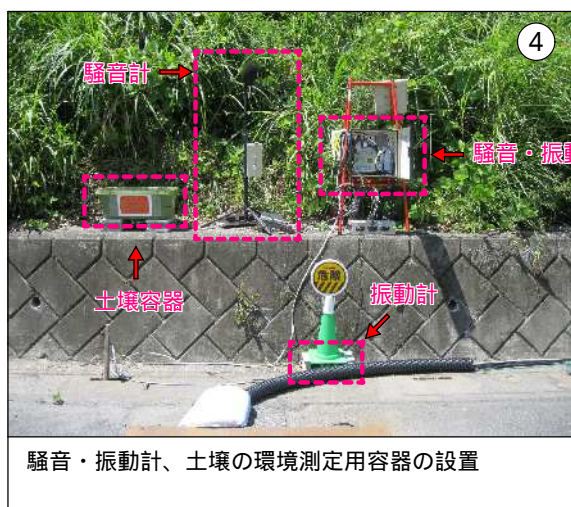 ④
騒音計
騒音・振動
土壌容器
振動計
危険
騒音・振動計、土壌の環境測定用容器の設置